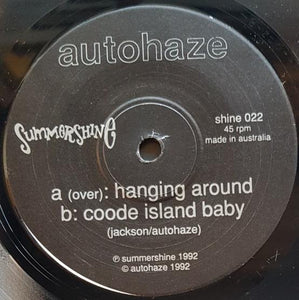 autohaze
shine 022
45 rpm
made in australia
SUMMERSHINE
a (over): hanging around
b: coode island baby
(jackson/autohaze)
℗ summershine 1992
© autohaze 1992